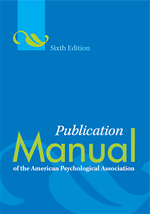 Sixth Edition
Publication
Manual
of the American Psychological Association